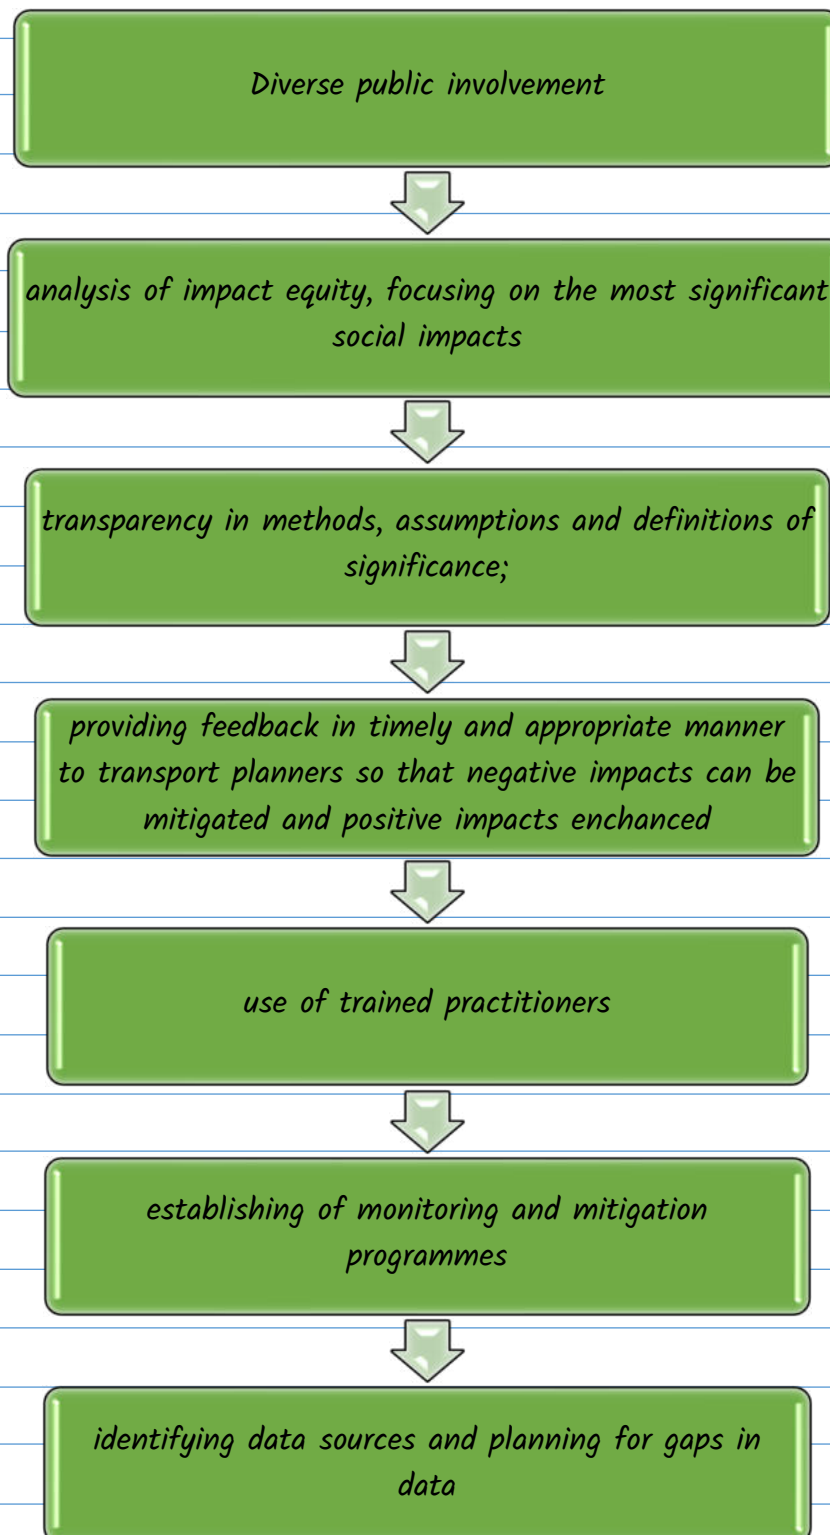 Diverse public involvement
analysis of impact equity, focusing on the most significant
social impacts
transparency in methods, assumptions and definitions of
significance;
providing feedback in timely and appropriate manner
to transport planners so that negative impacts can be
mitigated and positive impacts enchanced
use of trained practitioners
establishing of monitoring and mitigation
programmes
identifying data sources and planning for gaps in
data